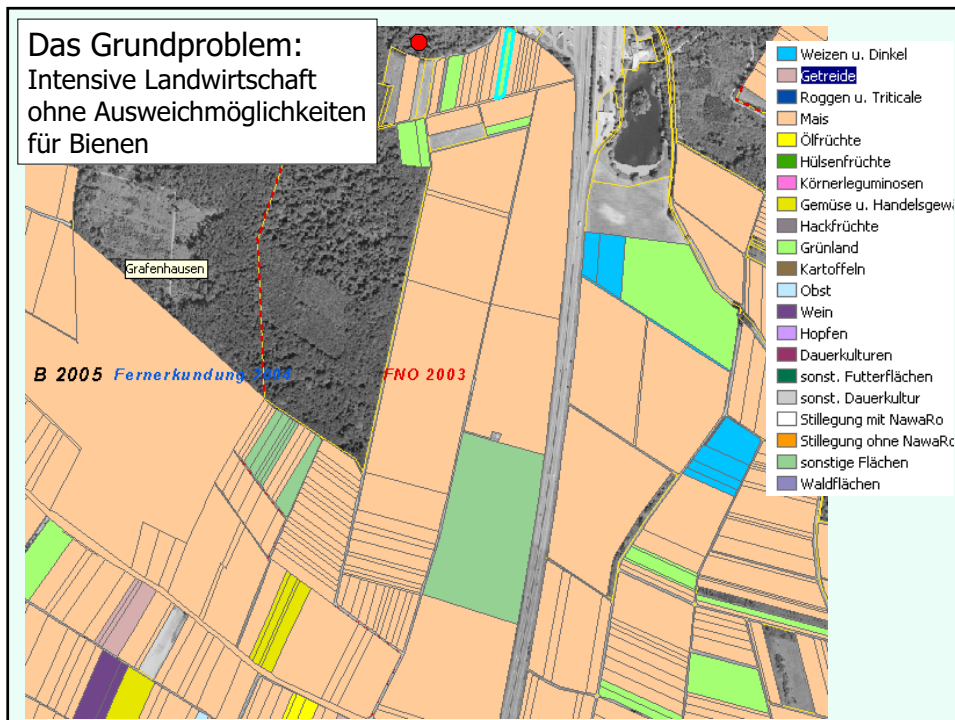 Das Grundproblem:
Intensive Landwirtschaft
ohne Ausweichmöglichkeiten
für Bienen
Weizen u. Dinkel
Getreide
Roggen u. Triticale
Mais
Ölfrüchte
Hülsenfrüchte
Körnerleguminosen
Gemüse u. Handelsgewä
Hackfrüchte
Grünland
Kartoffeln
Obst
Wein
Hopfen
Dauerkulturen
sonst. Futterflächen
sonst. Dauerkultur
Stillegung mit NawaRo
Stillegung ohne NawaRo
sonstige Flächen
Waldflächen
Grafenhausen
B 2005 Fernerkundung 2004 FNO 2003